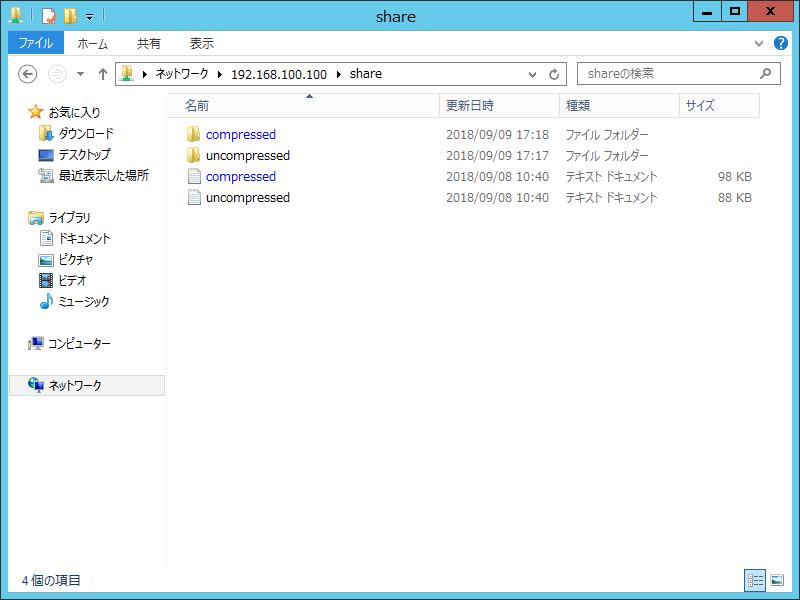 share
ファイル ホーム 共有 表示
ネットワーク 192.168.100.100 share shareの検索
名前 更新日時 種類 サイズ
お気に入り
ダウンロード
デスクトップ
最近表示した場所
ライブラリ
ドキュメント
ピクチャ
ビデオ
ミュージック
コンピューター
ネットワーク
compressed 2018/09/09 17:18 ファイル フォルダー
uncompressed 2018/09/09 17:17 ファイル フォルダー
compressed 2018/09/08 10:40 テキスト ドキュメント 98 KB
uncompressed 2018/09/08 10:40 テキスト ドキュメント 88 KB
4 個の項目